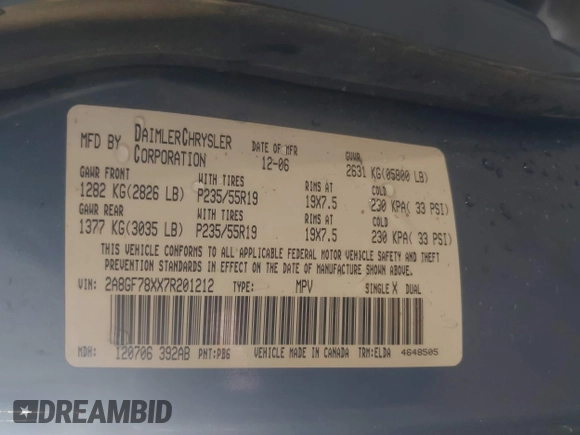 MFD BY DAIMLERCHRYSLER CORPORATION
DATE OF MFR 12-06
GVWR 2631 KG(05800 LB)
GAWR FRONT WITH TIRES RIMS AT COLD
1282 KG(2826 LB) P235/55R19 19X7.5 230 KPA( 33 PSI)
GAWR REAR WITH TIRES RIMS AT COLD
1377 KG(3035 LB) P235/55R19 19X7.5 230 KPA( 33 PSI)
THIS VEHICLE CONFORMS TO ALL APPLICABLE FEDERAL MOTOR VEHICLE SAFETY AND THEFT
PREVENTION STANDARDS IN EFFECT ON THE DATE OF MANUFACTURE SHOWN ABOVE.
VIN: 2A8GF78XX7R201212 TYPE: MPV SINGLE X DUAL
MDH: 120706 392AB PNT:PB6 VEHICLE MADE IN CANADA TRM:ELDA 4648505
DREAMBID